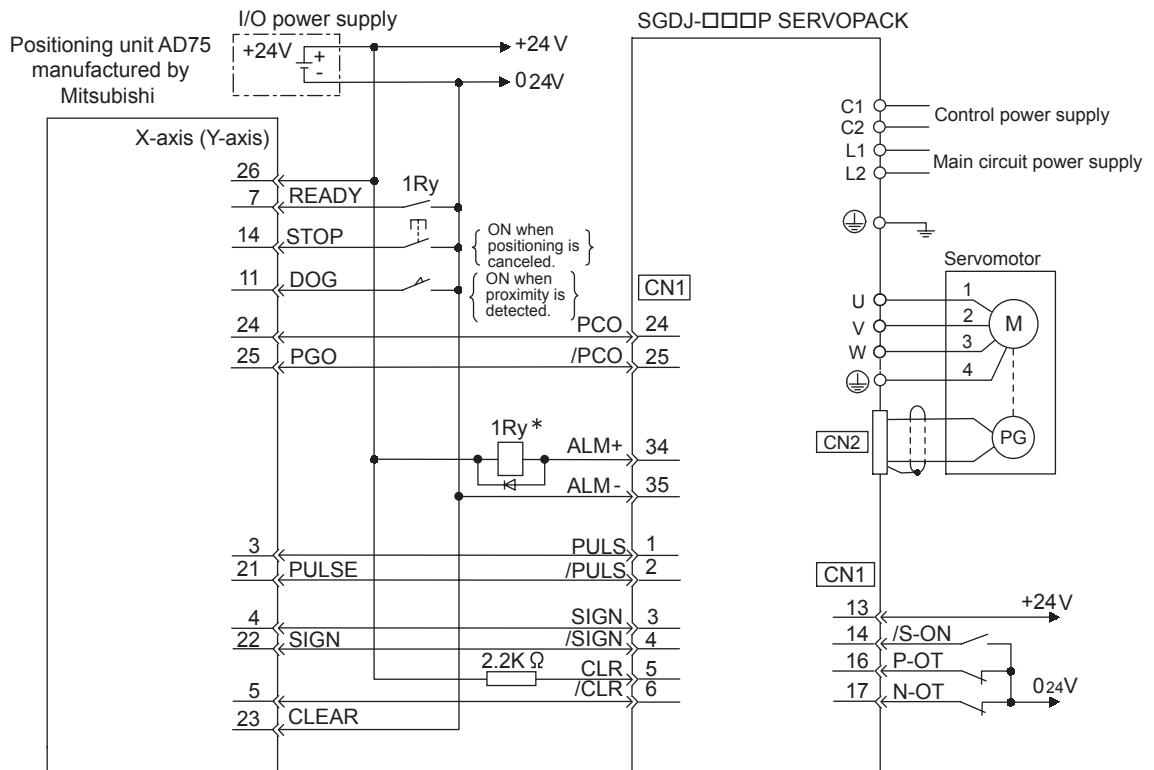 I/O power supply
SGDJ-□□□P SERVOPACK
Positioning unit AD75
manufactured by
Mitsubishi
+24V
+
-
+24 V
024V
X-axis (Y-axis)
26
7 READY 1Ry
14 STOP
ON when
positioning is
canceled.
11 DOG
ON when
proximity is
detected.
CN1
24 PCO 24
25 PGO /PCO 25
1Ry*
ALM+ 34
ALM- 35
3 PULS 1
21 PULSE /PULS 2
4 SIGN 3
22 SIGN /SIGN 4
2.2K Ω CLR 5
5 /CLR 6
23 CLEAR
C1
C2
Control power supply
L1
L2
Main circuit power supply
Servomotor
U 1
V 2
W 3
4
M
CN2
PG
CN1
13 +24V
14 /S-ON
16 P-OT
17 N-OT
024V